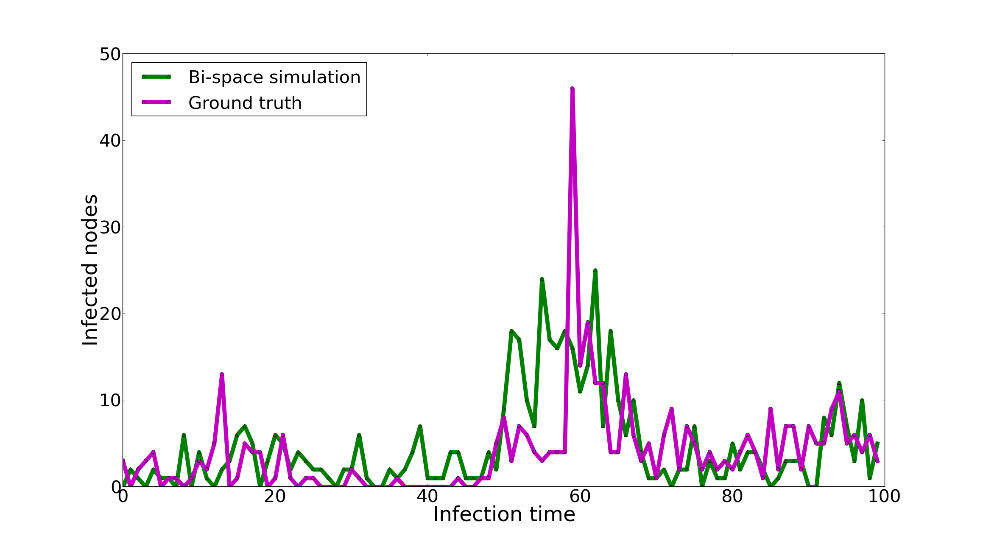 Bi-space simulation
Ground truth
Infected nodes
50
40
30
20
10
0
0 20 40 60 80 100
Infection time